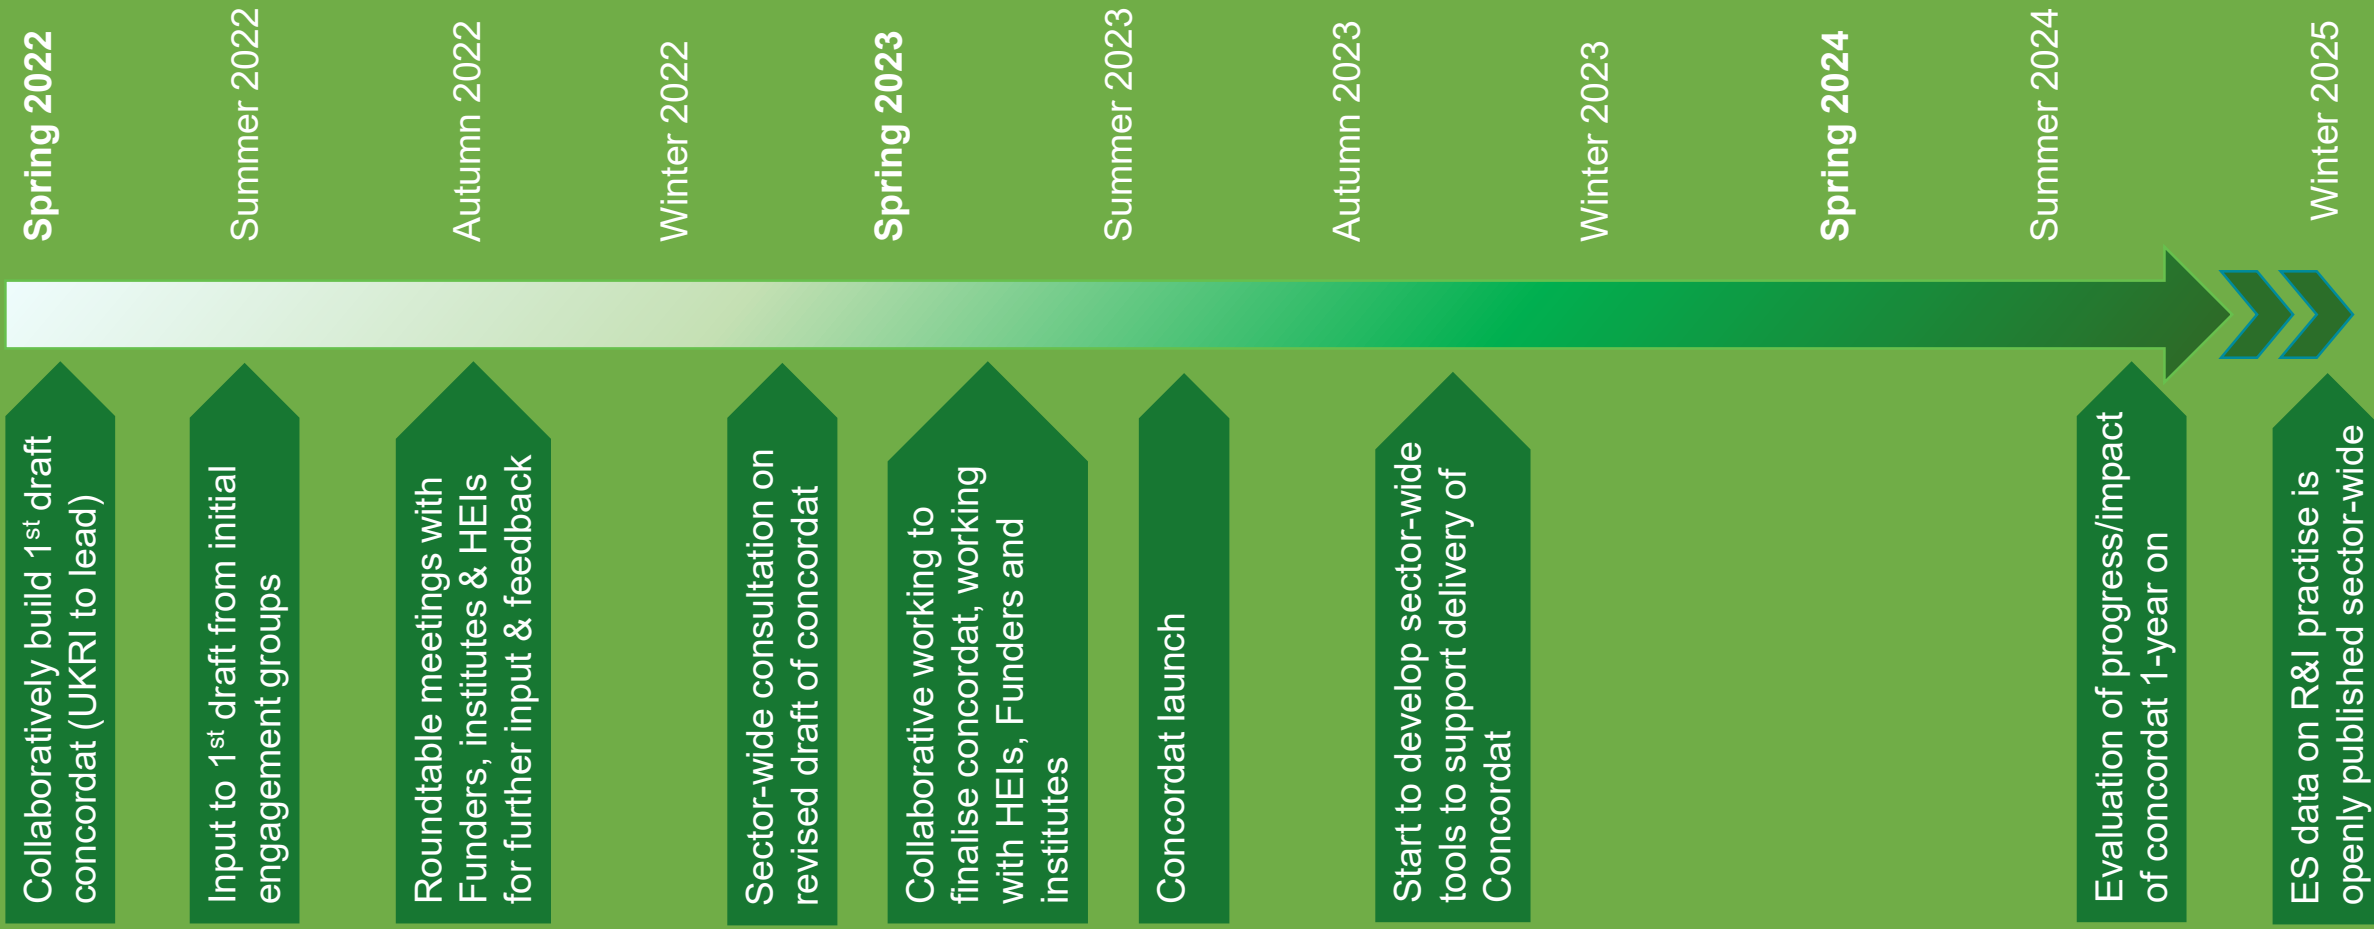 Spring 2022
Summer 2022
Autumn 2022
Winter 2022
Spring 2023
Summer 2023
Autumn 2023
Winter 2023
Spring 2024
Summer 2024
Winter 2025
Collaboratively build 1st draft
concordat (UKRI to lead)
Input to 1st draft from initial
engagement groups
Roundtable meetings with
Funders, institutes & HEIs
for further input & feedback
Sector-wide consultation on
revised draft of concordat
Collaborative working to
finalise concordat, working
with HEIs, Funders and
institutes
Concordat launch
Start to develop sector-wide
tools to support delivery of
Concordat
Evaluation of progress/impact
of concordat 1-year on
ES data on R&I practise is
openly published sector-wide